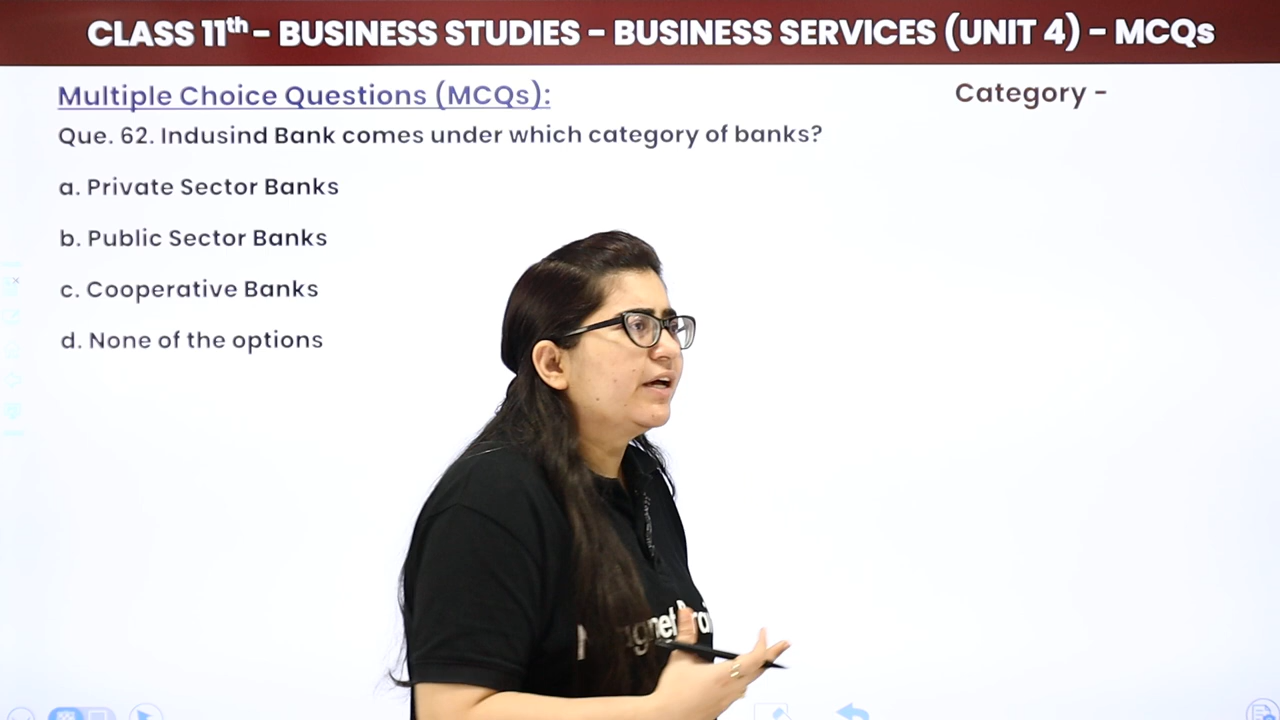 CLASS 11th – BUSINESS STUDIES – BUSINESS SERVICES (UNIT 4) – MCQs
Multiple Choice Questions (MCQs):
Category -
Que. 62. Indusind Bank comes under which category of banks?
a. Private Sector Banks
b. Public Sector Banks
c. Cooperative Banks
d. None of the options